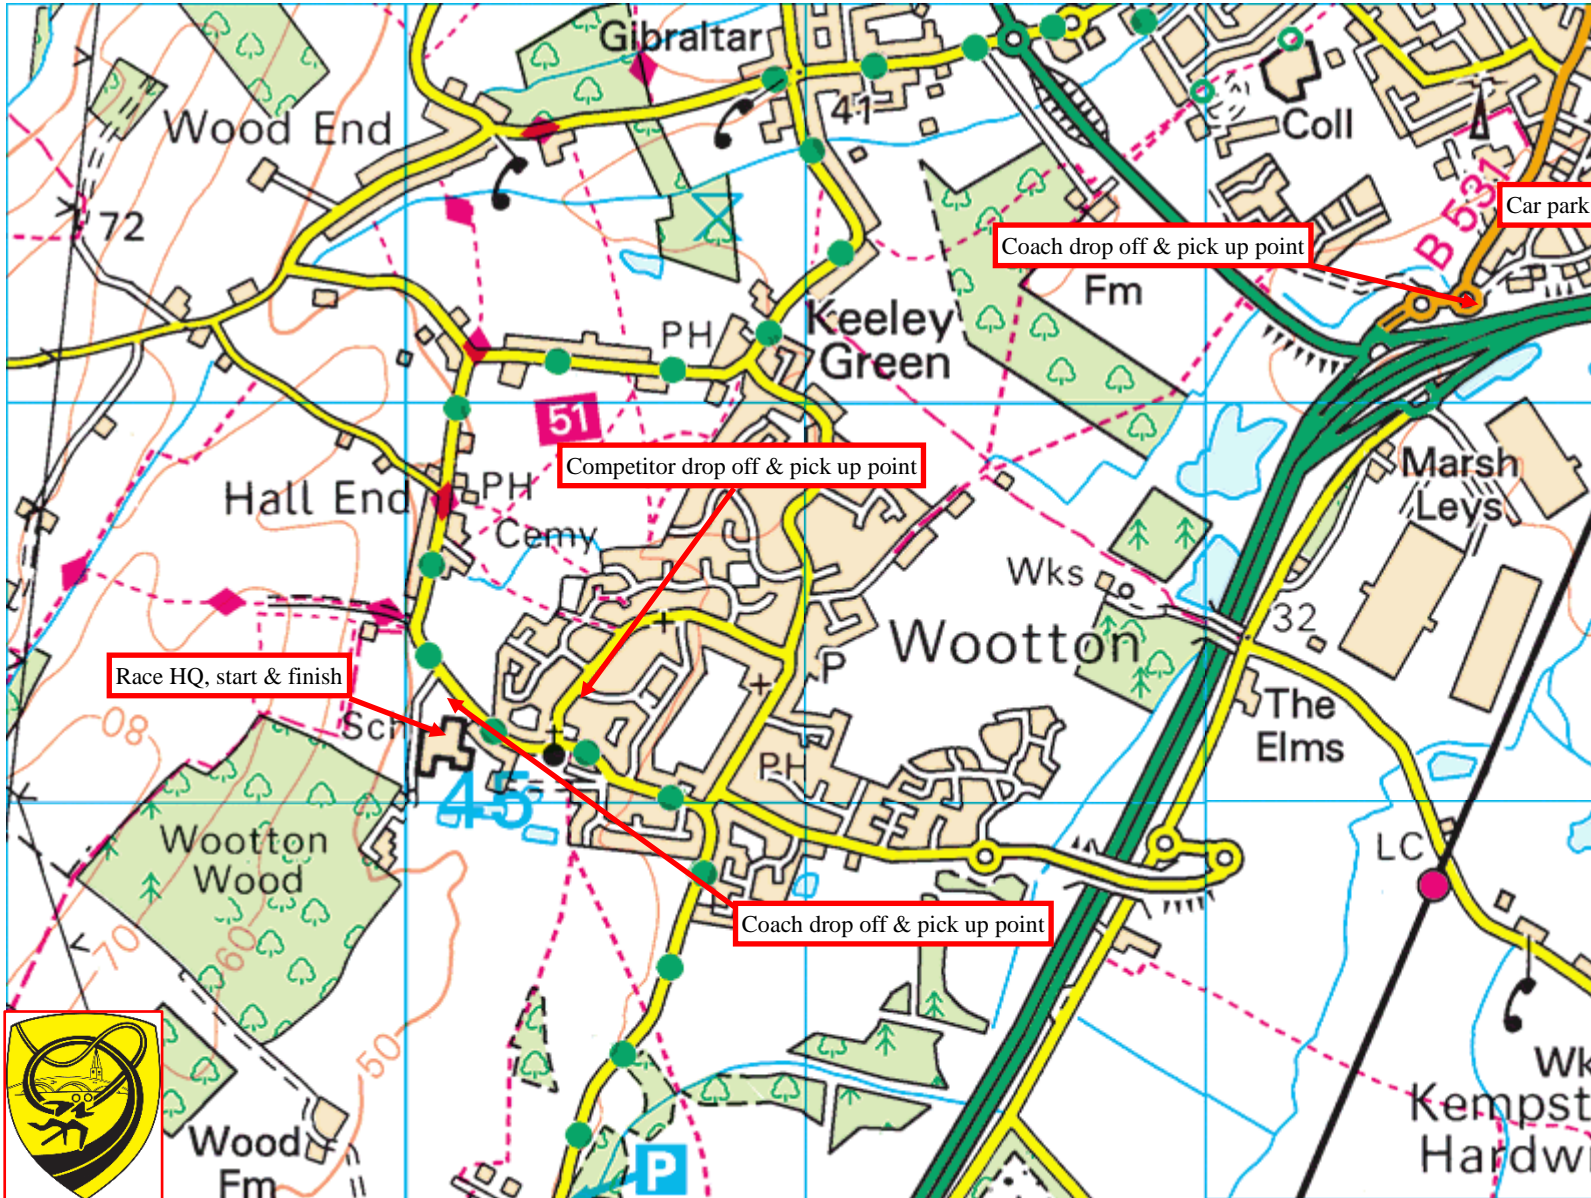 Gibraltar
Wood End
41
Coll
72
B 531
Car park
Coach drop off & pick up point
Fm
PH
Keeley
Green
51
Competitor drop off & pick up point
Marsh
Leys
Hall End
PH
Cemy
Wks
32
Wootton
P
Race HQ, start & finish
Sch
08
The
Elms
PH
45
Wootton
Wood
LC
Coach drop off & pick up point
70
60
50
Wk
Kempst
Hardwi
Wood
Fm
P